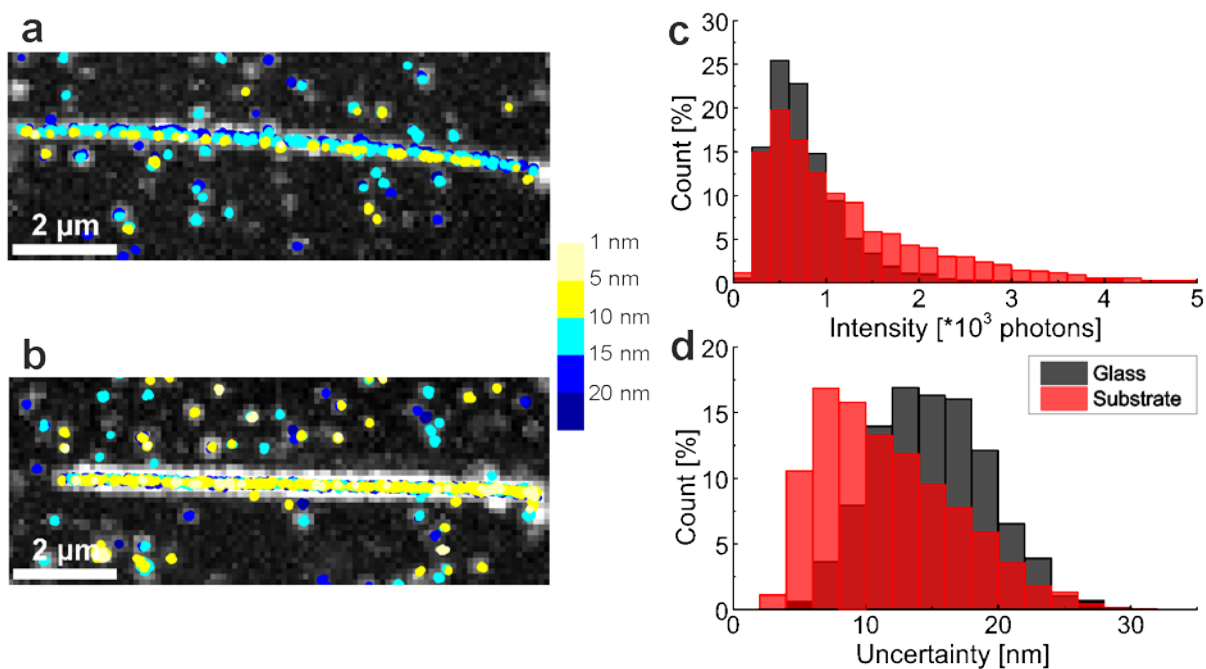 a
2 µm
b
2 µm
1 nm
5 nm
10 nm
15 nm
20 nm
c
Count [%]
30
25
20
15
10
5
0
0 1 2 3 4 5
Intensity [*10³ photons]
d
Count [%]
20
15
10
5
0
0 10 20 30
Uncertainty [nm]
Glass
Substrate